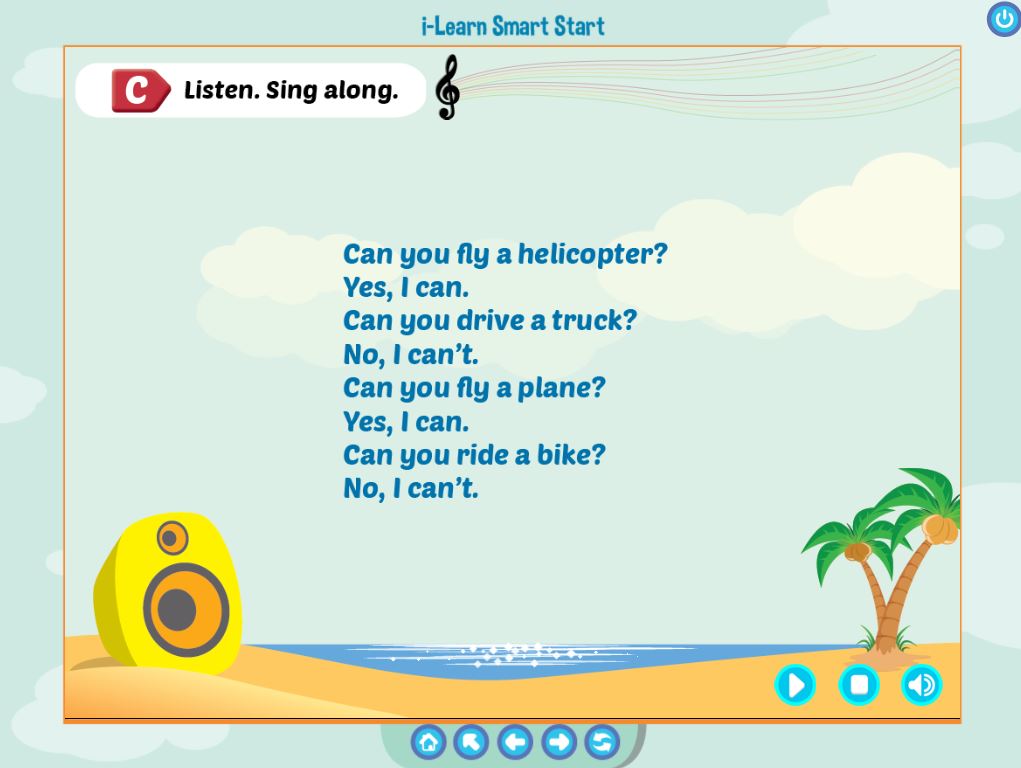 i-Learn Smart Start
C Listen. Sing along.
Can you fly a helicopter?
Yes, I can.
Can you drive a truck?
No, I can't.
Can you fly a plane?
Yes, I can.
Can you ride a bike?
No, I can't.